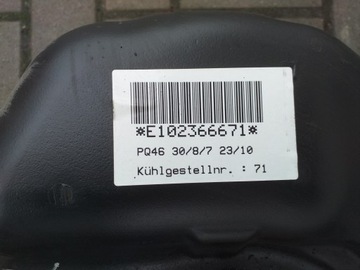 *E102366671*
PQ46 30/8/7 23/10
Kühlgestellnr. : 71